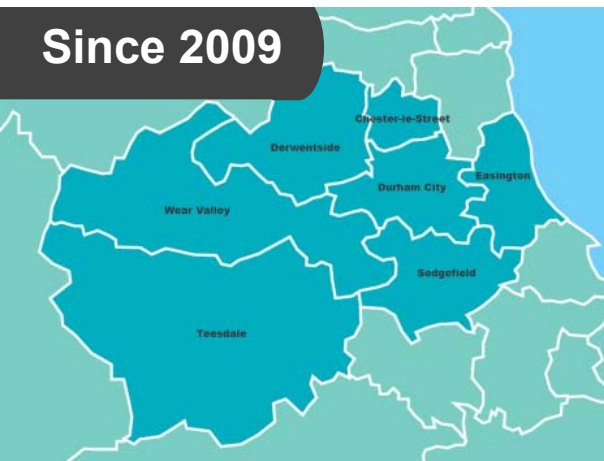 Since 2009
Chester-le-Street
Derwentside
Easington
Durham City
Wear Valley
Sedgefield
Teesdale